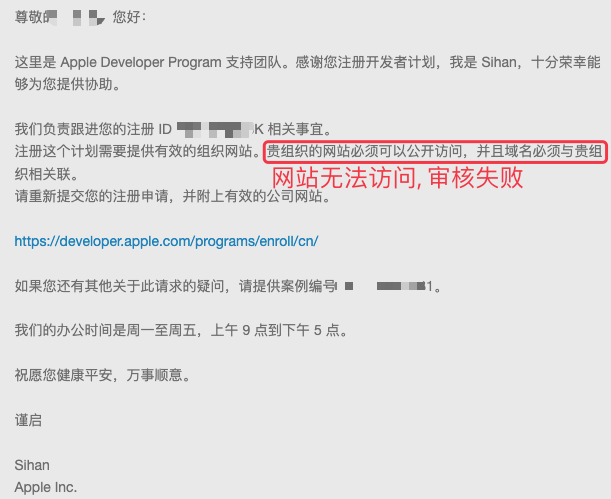 尊敬的 您好：
这里是 Apple Developer Program 支持团队。感谢您注册开发者计划，我是 Sihan，十分荣幸能
够为您提供协助。
我们负责跟进您的注册 ID K 相关事宜。
注册这个计划需要提供有效的组织网站。贵组织的网站必须可以公开访问，并且域名必须与贵组
织相关联。
网站无法访问, 审核失败
请重新提交您的注册申请，并附上有效的公司网站。
https://developer.apple.com/programs/enroll/cn/
如果您还有其他关于此请求的疑问，请提供案例编号 1。
我们的办公时间是周一至周五，上午 9 点到下午 5 点。
祝愿您健康平安，万事顺意。
谨启
Sihan
Apple Inc.